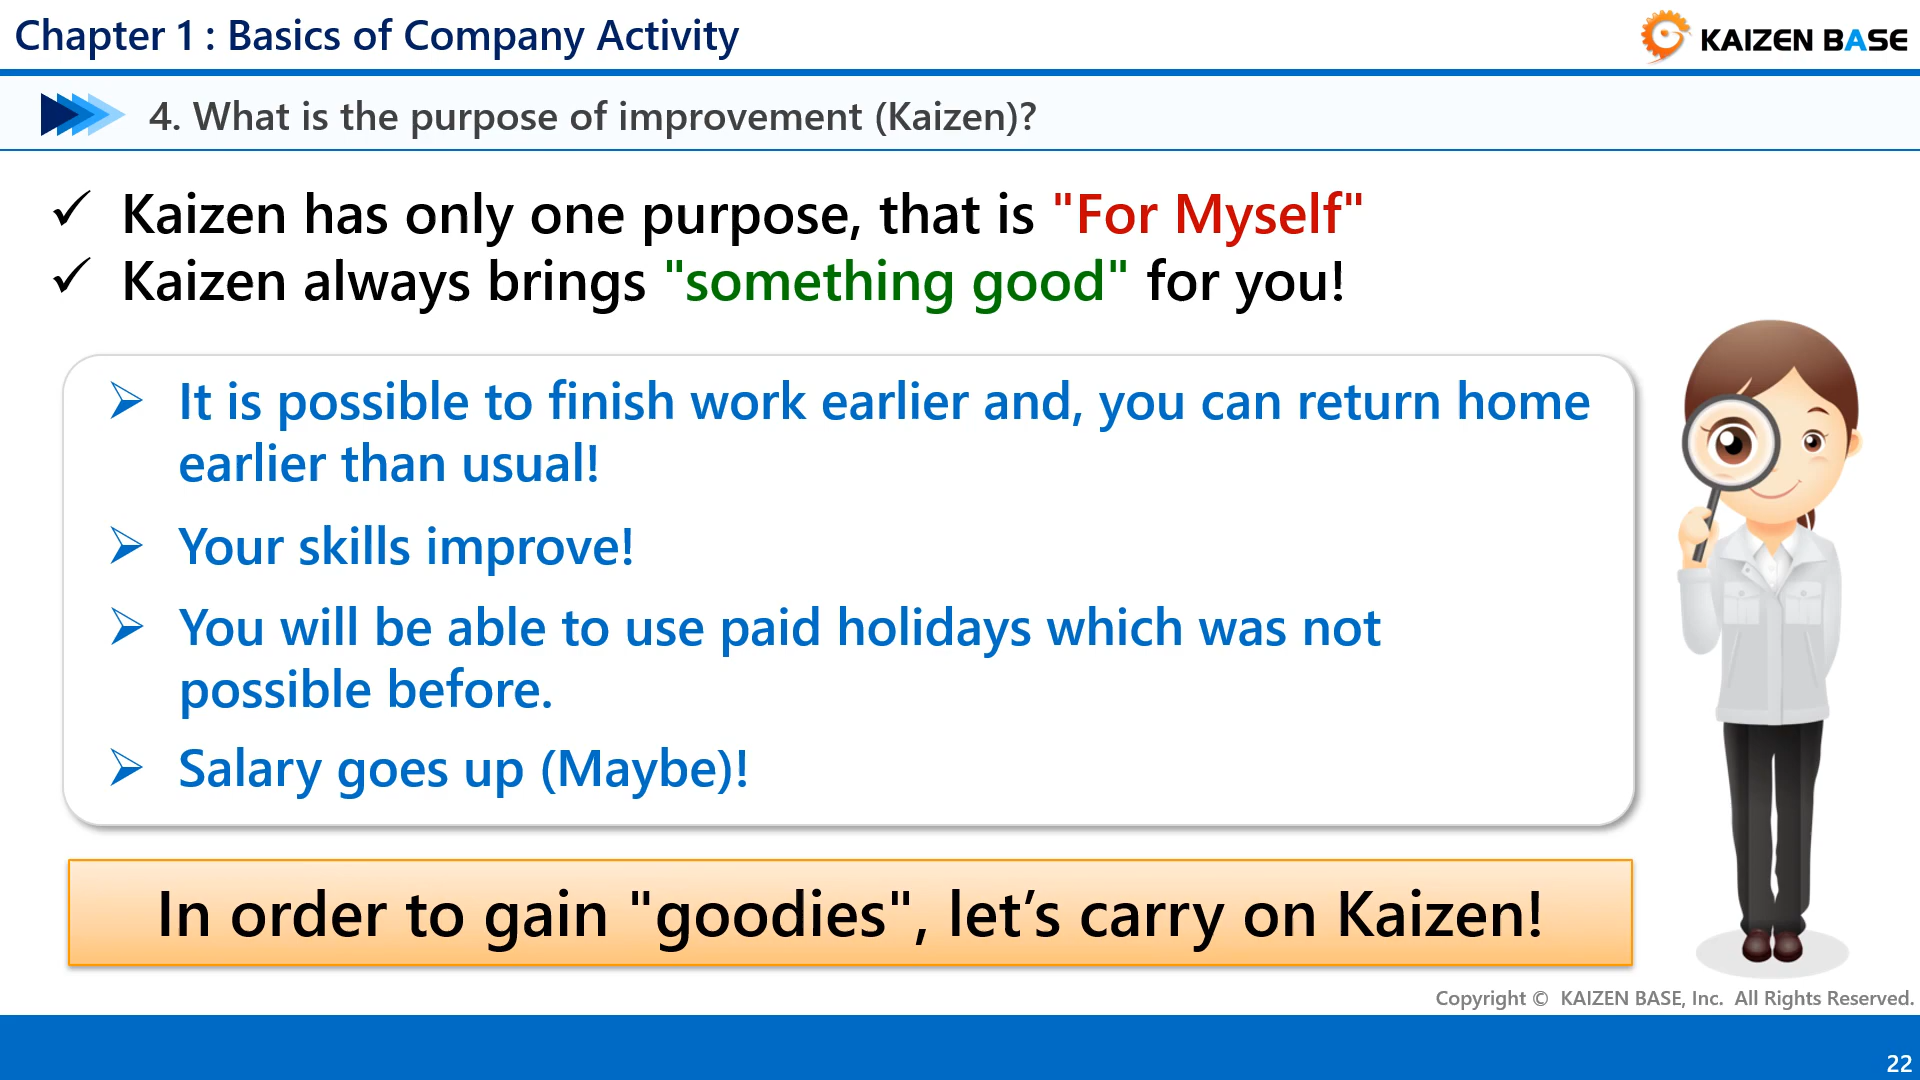 Chapter 1 : Basics of Company Activity
KAIZEN BASE
4. What is the purpose of improvement (Kaizen)?
✓ Kaizen has only one purpose, that is "For Myself"
✓ Kaizen always brings "something good" for you!
➢ It is possible to finish work earlier and, you can return home
earlier than usual!
➢ Your skills improve!
➢ You will be able to use paid holidays which was not
possible before.
➢ Salary goes up (Maybe)!
In order to gain "goodies", let’s carry on Kaizen!
Copyright © KAIZEN BASE, Inc. All Rights Reserved.
22